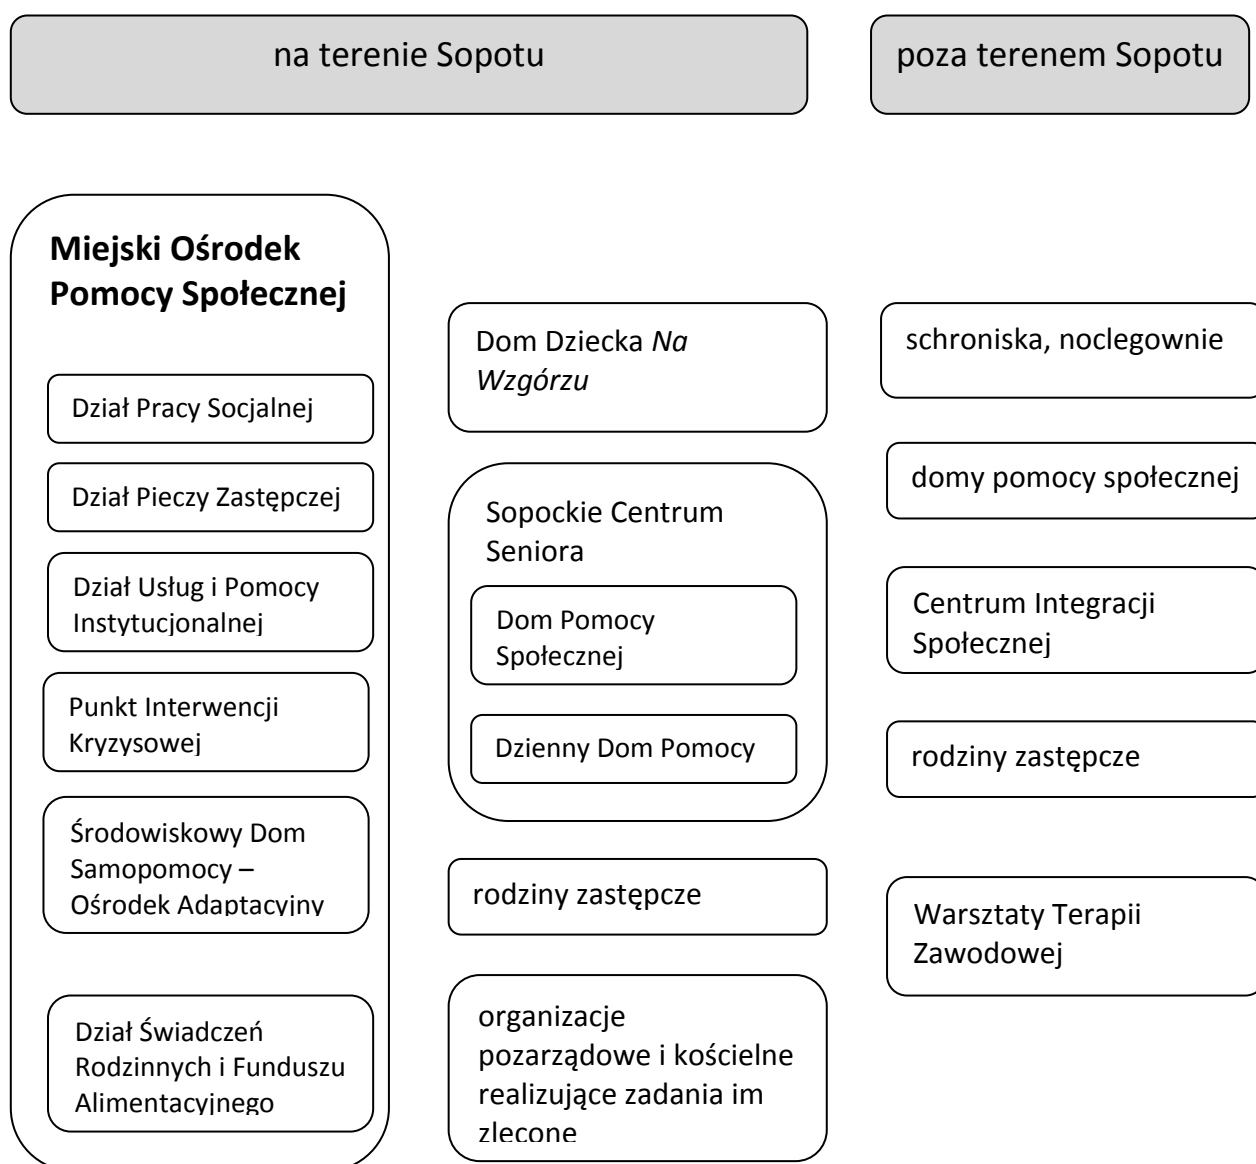 na terenie Sopotu
poza terenem Sopotu
Miejski Ośrodek
Pomocy Społecznej
Dział Pracy Socjalnej
Dział Pieczy Zastępczej
Dział Usług i Pomocy
Instytucjonalnej
Punkt Interwencji
Kryzysowej
Środowiskowy Dom
Samopomocy –
Ośrodek Adaptacyjny
Dział Świadczeń
Rodzinnych i Funduszu
Alimentacyjnego
Dom Dziecka Na
Wzgórzu
Sopockie Centrum
Seniora
Dom Pomocy
Społecznej
Dzienny Dom Pomocy
rodziny zastępcze
organizacje
pozarządowe i kościelne
realizujące zadania im
zlecone
schroniska, noclegownie
domy pomocy społecznej
Centrum Integracji
Społecznej
rodziny zastępcze
Warsztaty Terapii
Zawodowej